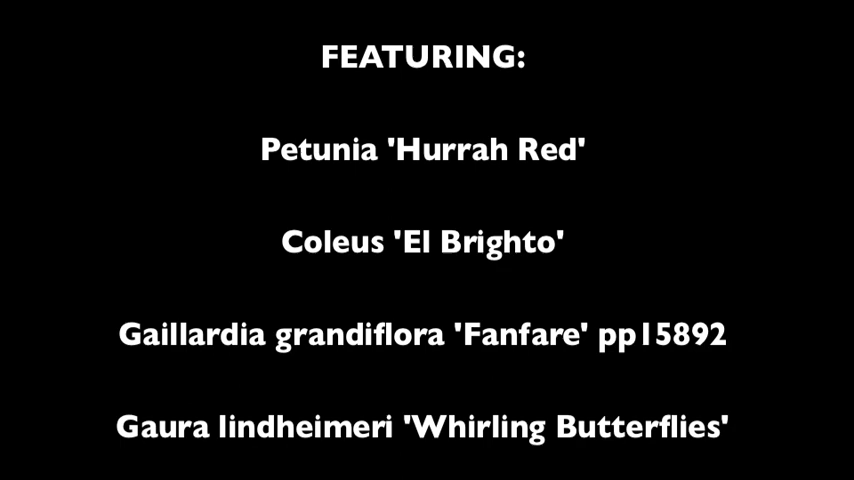 FEATURING:
Petunia 'Hurrah Red'
Coleus 'El Brighto'
Gaillardia grandiflora 'Fanfare' pp15892
Gaura lindheimeri 'Whirling Butterflies'